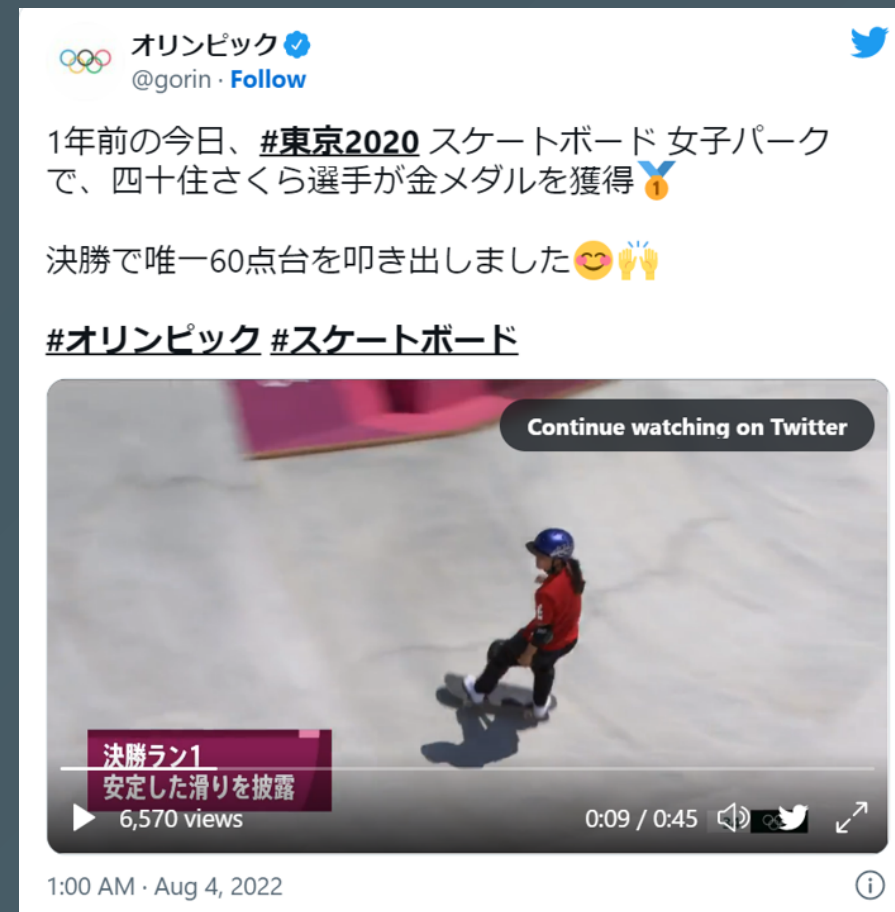 オリンピック
@gorin · Follow
1年前の今日、#東京2020 スケートボード 女子パーク
で、四十住さくら選手が金メダルを獲得🥇
決勝で唯一60点台を叩き出しました😊🙌
#オリンピック #スケートボード
Continue watching on Twitter
決勝ラン1
安定した滑りを披露
6,570 views
0:09 / 0:45
1:00 AM · Aug 4, 2022